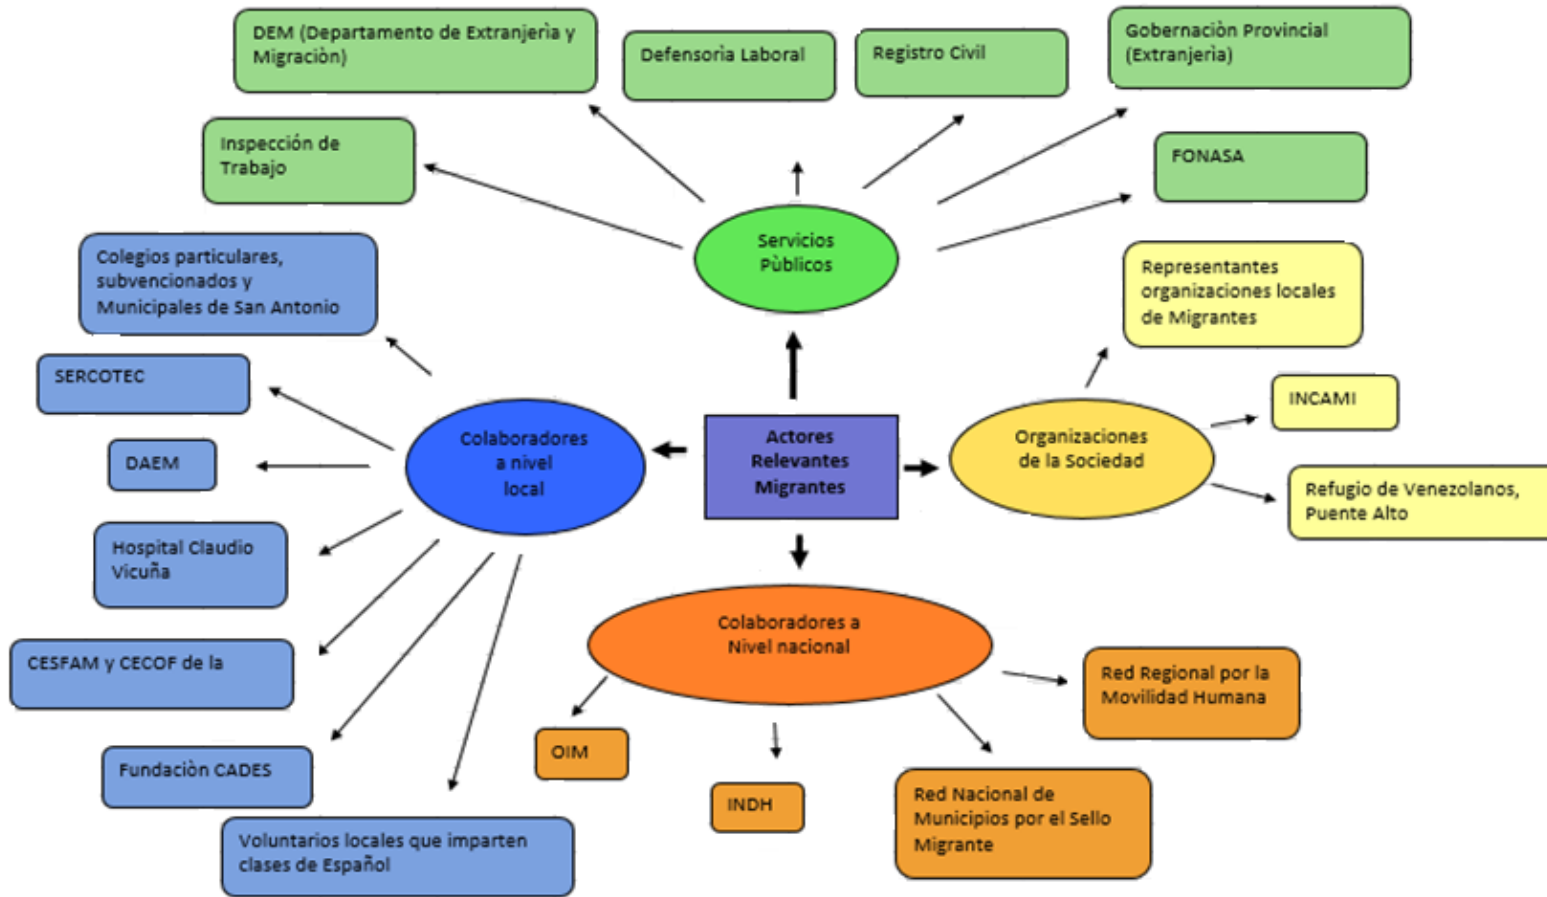 DEM (Departamento de Extranjerìa y
Migraciòn)
Defensorìa Laboral
Registro Civil
Gobernaciòn Provincial
(Extranjerìa)
Inspección de
Trabajo
FONASA
Servicios
Pùblicos
Colegios particulares,
subvencionados y
Municipales de San Antonio
Representantes
organizaciones locales
de Migrantes
SERCOTEC
INCAMI
Colaboradores
a nivel
local
Actores
Relevantes
Migrantes
Organizaciones
de la Sociedad
DAEM
Refugio de Venezolanos,
Puente Alto
Hospital Claudio
Vicuña
Colaboradores a
Nivel nacional
CESFAM y CECOF de la
Red Regional por la
Movilidad Humana
OIM
Fundaciòn CADES
INDH
Red Nacional de
Municipios por el Sello
Migrante
Voluntarios locales que imparten
clases de Español